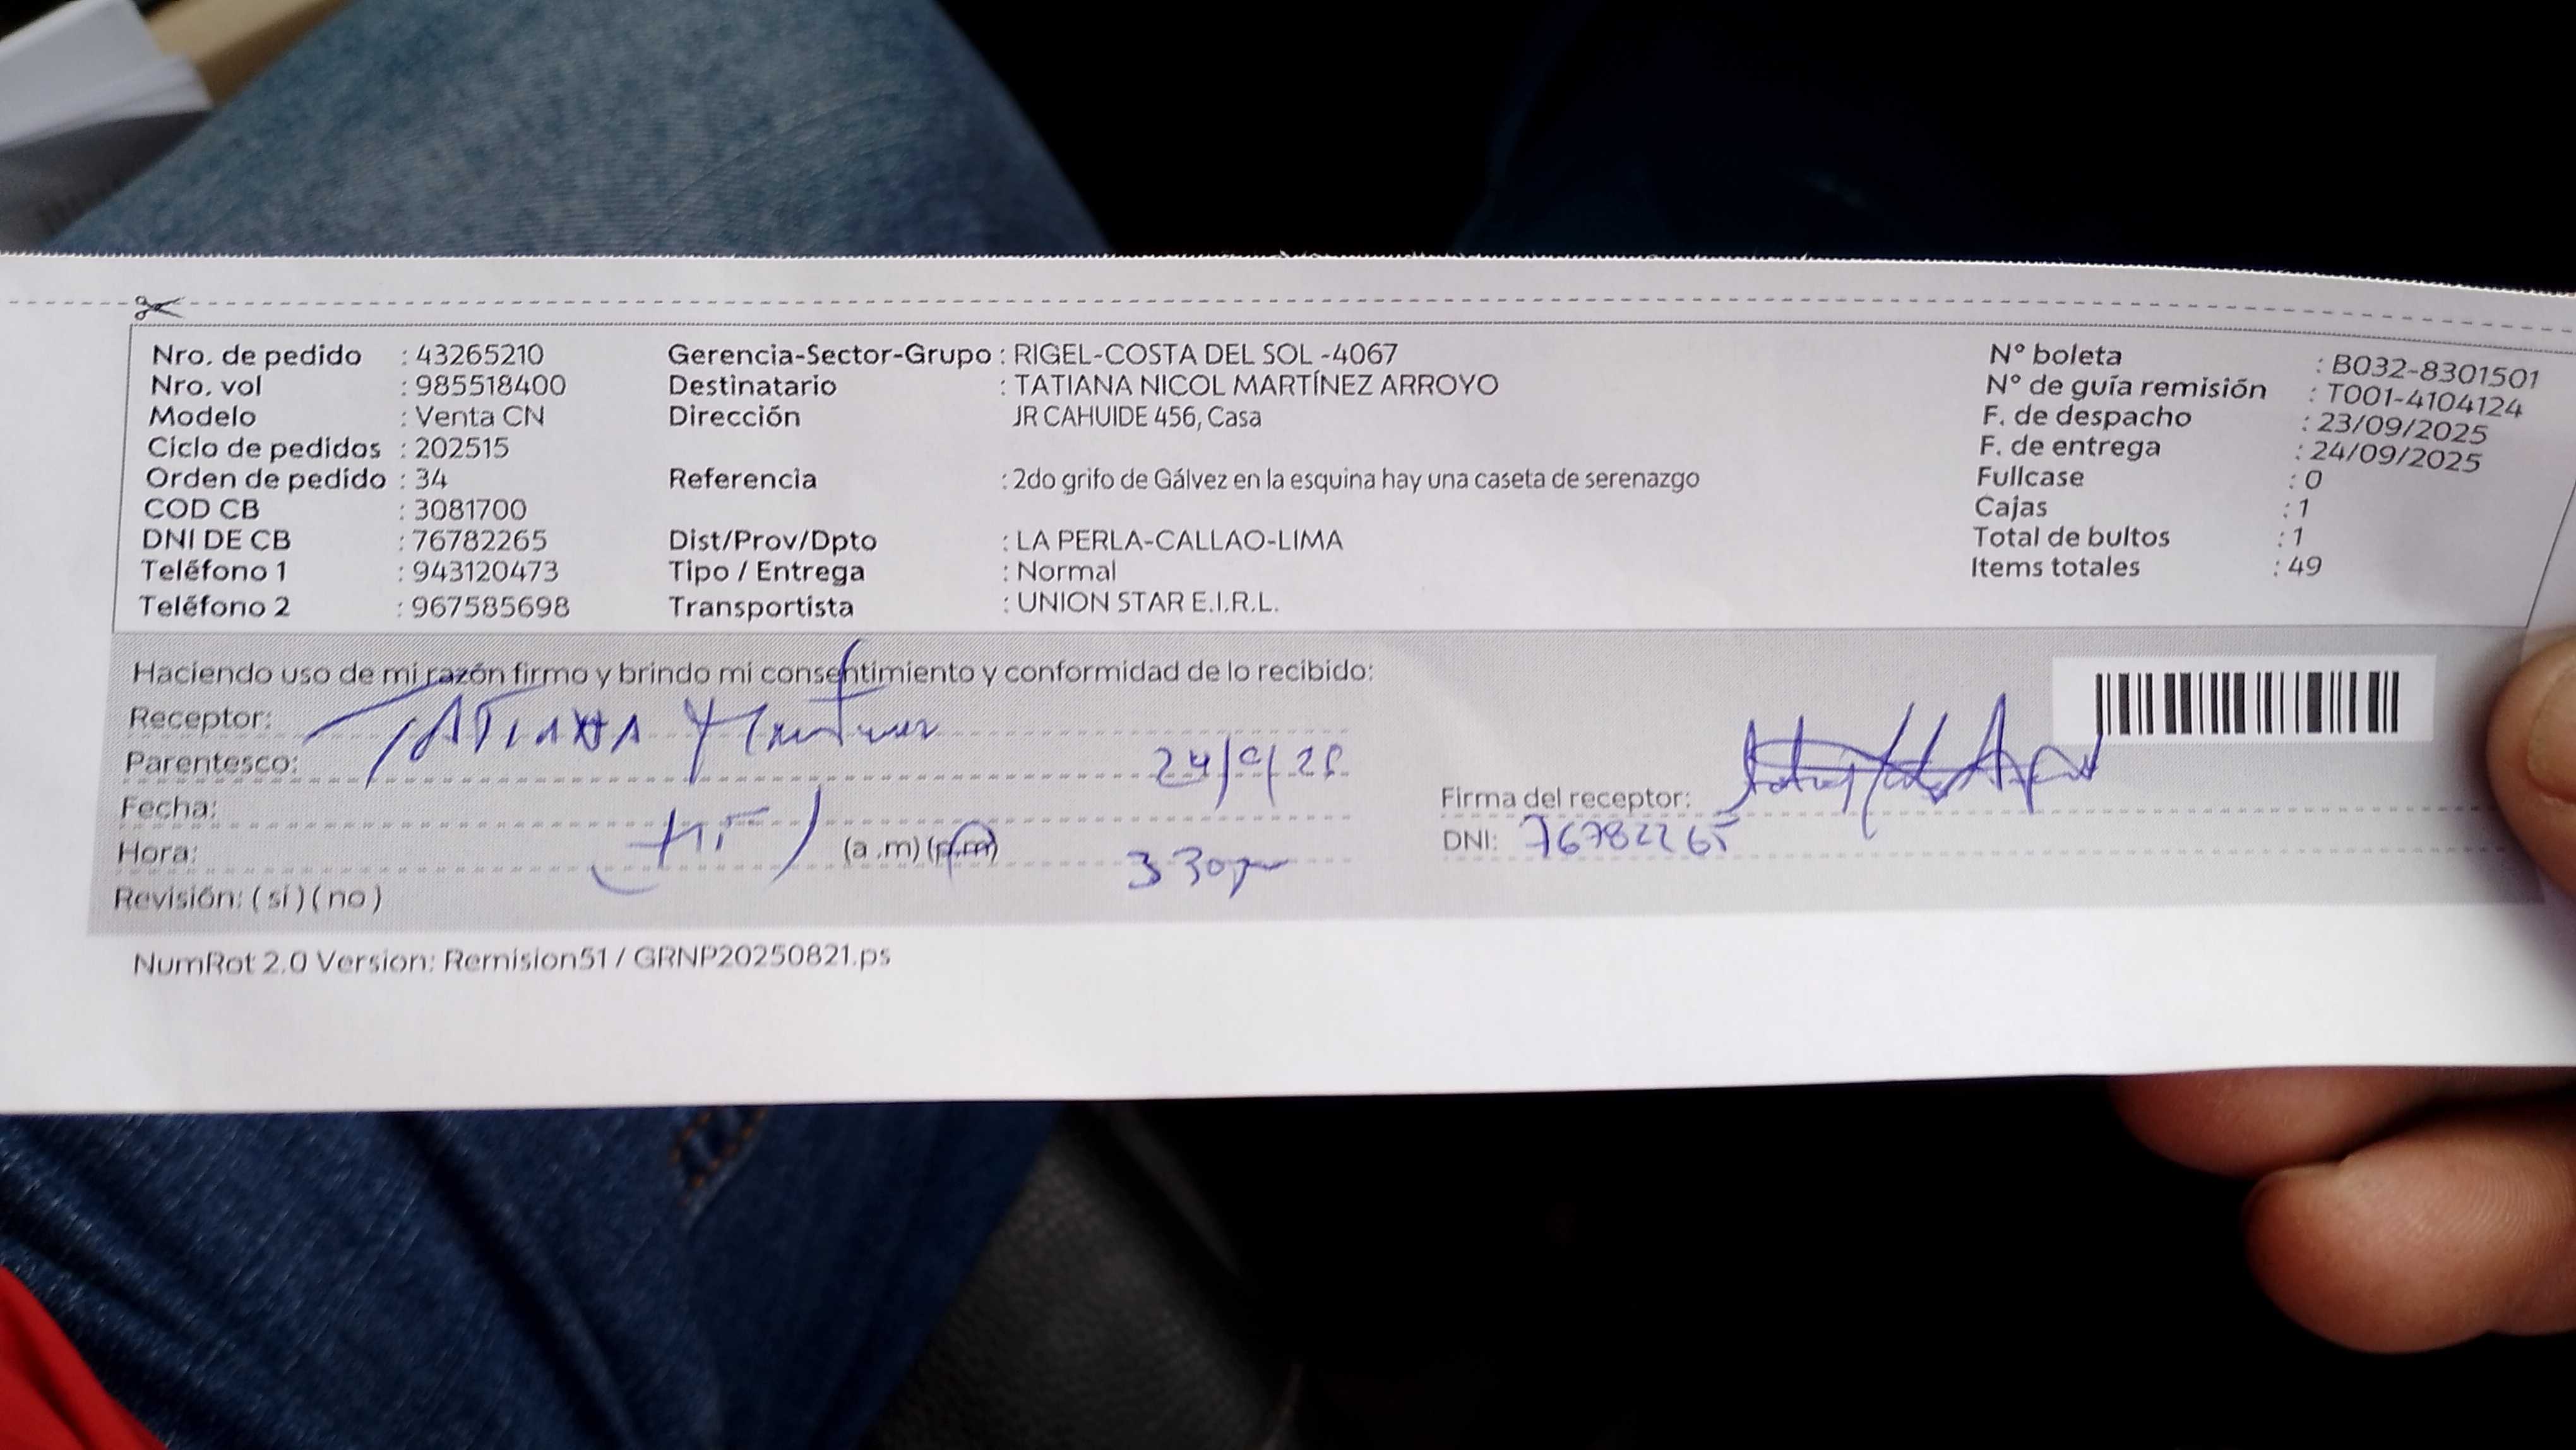 Nro. de pedido : 43265210 Gerencia-Sector-Grupo : RIGEL-COSTA DEL SOL -4067 N° boleta : B032-8301501
Nro. vol : 985518400 Destinatario : TATIANA NICOL MARTÍNEZ ARROYO N° de guía remisión : T001-4104124
Modelo : Venta CN Dirección JR CAHUIDE 456, Casa F. de despacho : 23/09/2025
Ciclo de pedidos : 202515 F. de entrega : 24/09/2025
Orden de pedido : 34 Referencia : 2do grifo de Gálvez en la esquina hay una caseta de serenazgo Fullcase : 0
COD CB : 3081700 Cajas : 1
DNI DE CB : 76782265 Dist/Prov/Dpto : LA PERLA-CALLAO-LIMA Total de bultos : 1
Teléfono 1 : 943120473 Tipo / Entrega : Normal Items totales : 49
Teléfono 2 : 967585698 Transportista : UNION STAR E.I.R.L.
Haciendo uso de mi razón firmo y brindo mi consentimiento y conformidad de lo recibido:
Receptor: TATIANA Martinez
Parentesco: 24/9/25
Fecha: Firma del receptor:
Hora: (a .m) (p.m) 3 30pm DNI: 76782265
Revisión: ( si ) ( no )
NumRot 2.0 Version: Remision51 / GRNP20250821.ps